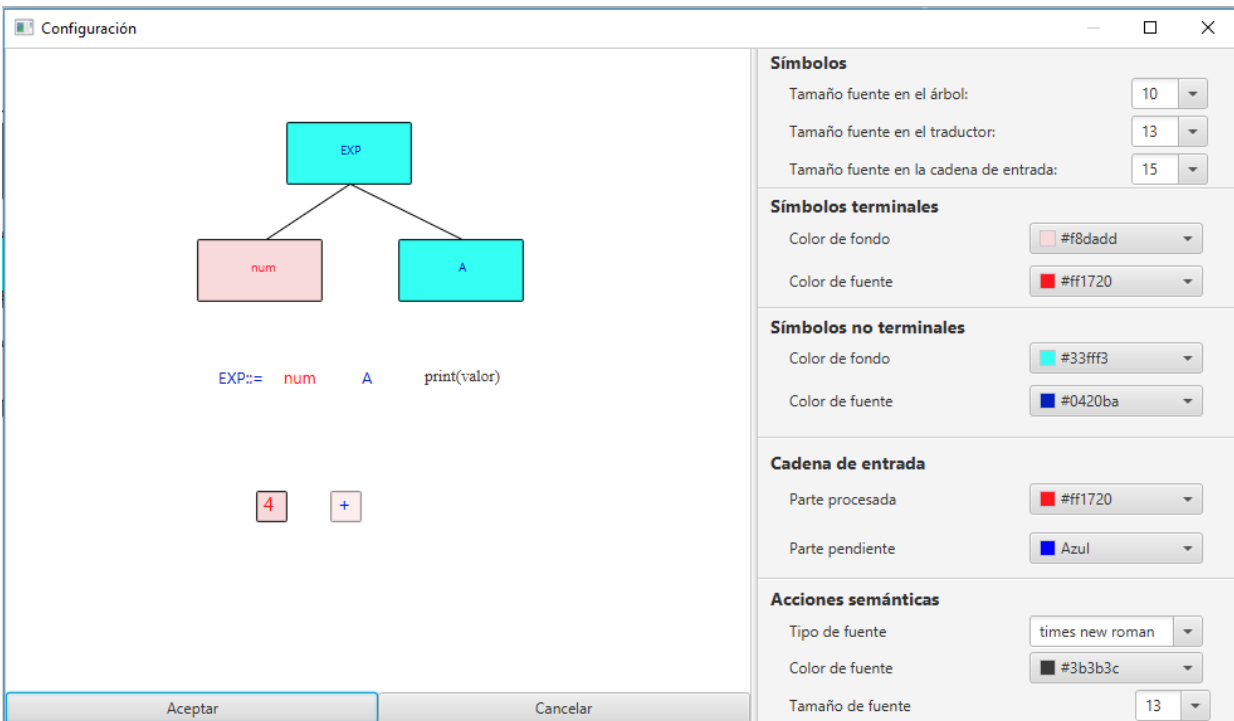 Configuración
EXP
num
A
EXP::= num A print(valor)
4 +
Aceptar
Cancelar
Símbolos
Tamaño fuente en el árbol: 10
Tamaño fuente en el traductor: 13
Tamaño fuente en la cadena de entrada: 15
Símbolos terminales
Color de fondo #f8dadd
Color de fuente #ff1720
Símbolos no terminales
Color de fondo #33fff3
Color de fuente #0420ba
Cadena de entrada
Parte procesada #ff1720
Parte pendiente Azul
Acciones semánticas
Tipo de fuente times new roman
Color de fuente #3b3b3c
Tamaño de fuente 13